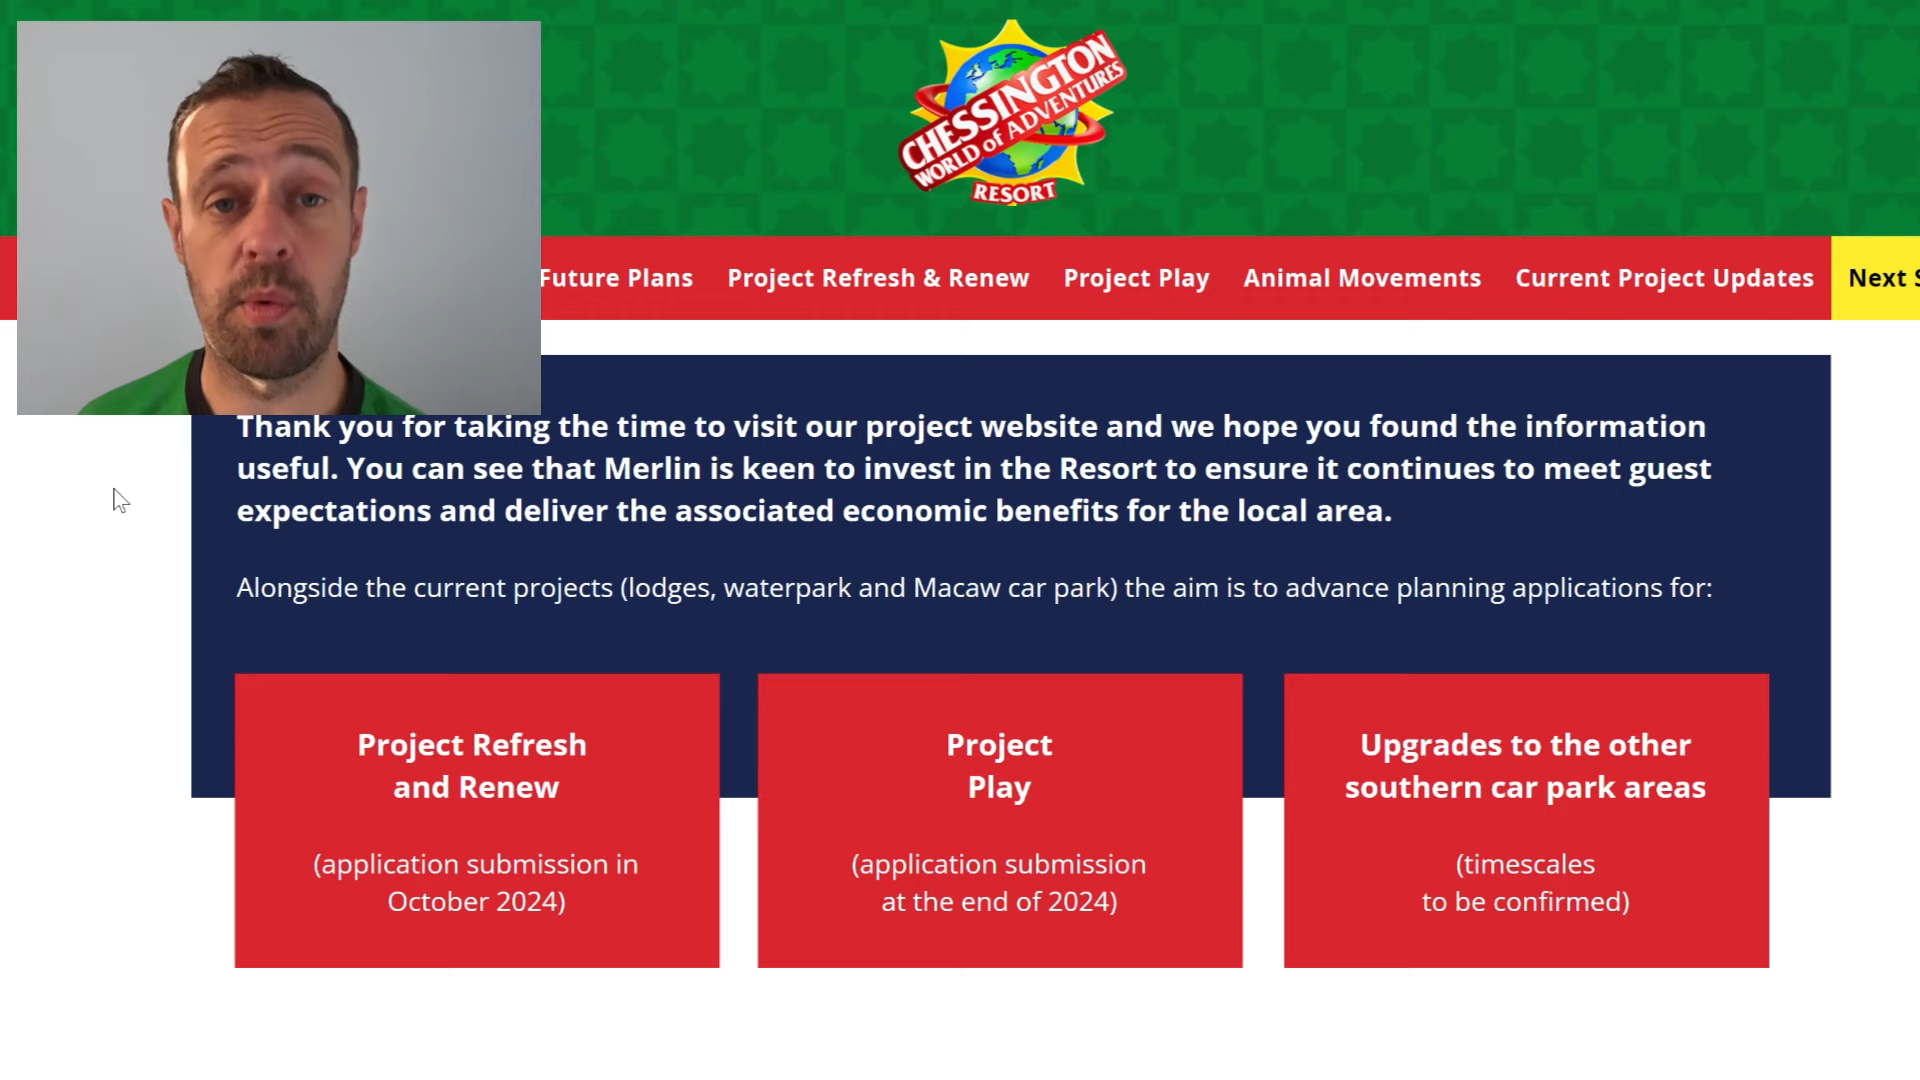 CHESSINGTON
WORLD of ADVENTURES
RESORT
Future Plans Project Refresh & Renew Project Play Animal Movements Current Project Updates Next
Thank you for taking the time to visit our project website and we hope you found the information
useful. You can see that Merlin is keen to invest in the Resort to ensure it continues to meet guest
expectations and deliver the associated economic benefits for the local area.
Alongside the current projects (lodges, waterpark and Macaw car park) the aim is to advance planning applications for:
Project Refresh
and Renew
(application submission in
October 2024)
Project
Play
(application submission
at the end of 2024)
Upgrades to the other
southern car park areas
(timescales
to be confirmed)